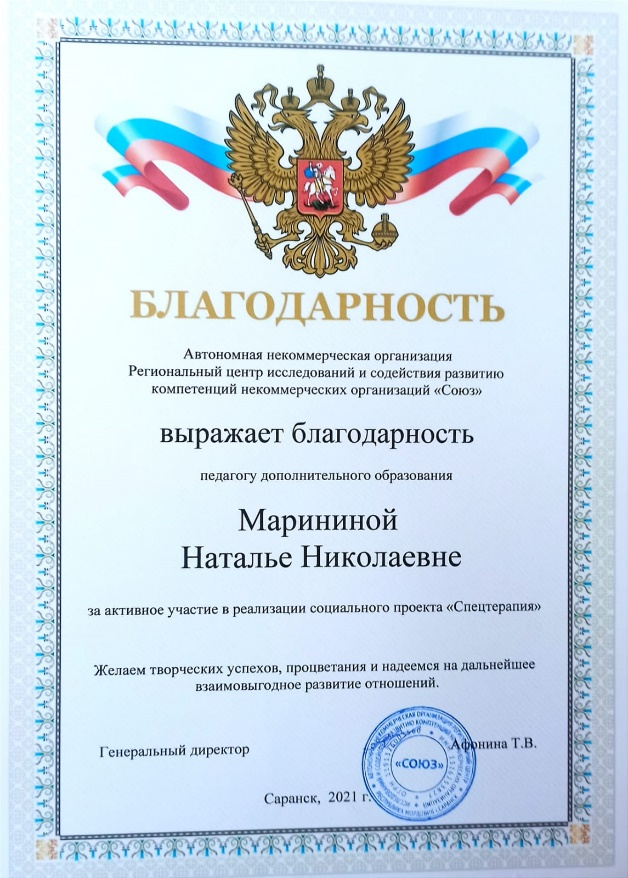 БЛАГОДАРНОСТЬ
Автономная некоммерческая организация
Региональный центр исследований и содействия развитию
компетенций некоммерческих организаций «Союз»
выражает благодарность
педагогу дополнительного образования
Марининой
Наталье Николаевне
за активное участие в реализации социального проекта «Спецтерапия»
Желаем творческих успехов, процветания и надеемся на дальнейшее
взаимовыгодное развитие отношений.
Генеральный директор
Афонина Т.В.
«СОЮЗ»
Саранск, 2021 г.